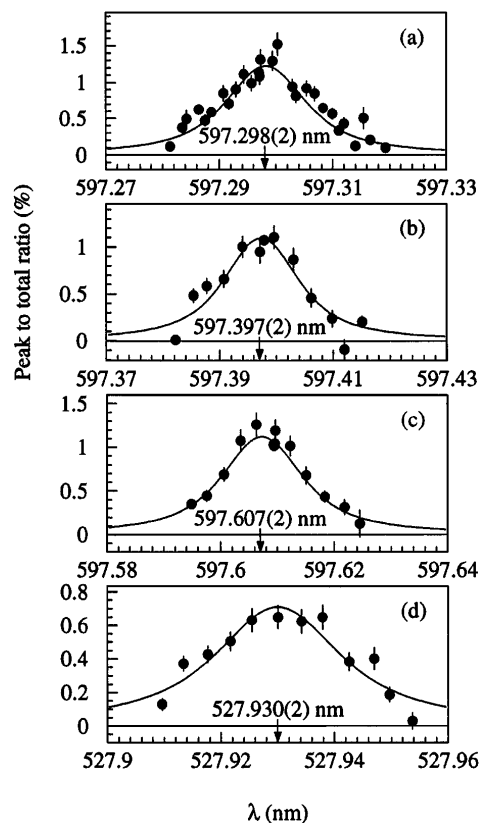 Peak to total ratio (%)
(a)
1.5
1
0.5
0
597.298(2) nm
597.27 597.29 597.31 597.33
(b)
1
0.5
0
597.397(2) nm
597.37 597.39 597.41 597.43
(c)
1.5
1
0.5
0
597.607(2) nm
597.58 597.6 597.62 597.64
(d)
0.8
0.6
0.4
0.2
0
527.930(2) nm
527.9 527.92 527.94 527.96
λ (nm)